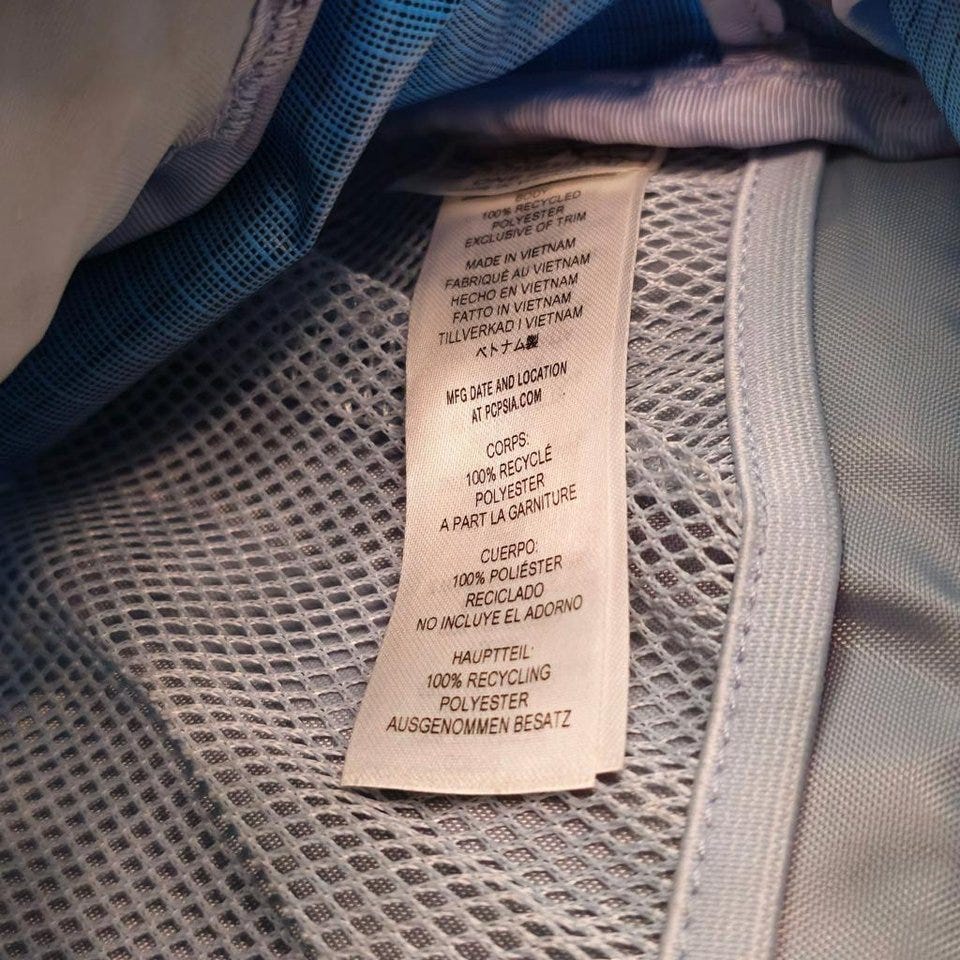 BODY
100% RECYCLED
POLYESTER
EXCLUSIVE OF TRIM
MADE IN VIETNAM
FABRIQUÉ AU VIETNAM
HECHO EN VIETNAM
FATTO IN VIETNAM
TILLVERKAD I VIETNAM
ベトナム製
MFG DATE AND LOCATION
AT PCPSIA.COM
CORPS:
100% RECYCLÉ
POLYESTER
A PART LA GARNITURE
CUERPO:
100% POLIÉSTER
RECICLADO
NO INCLUYE EL ADORNO
HAUPTTEIL:
100% RECYCLING
POLYESTER
AUSGENOMMEN BESATZ